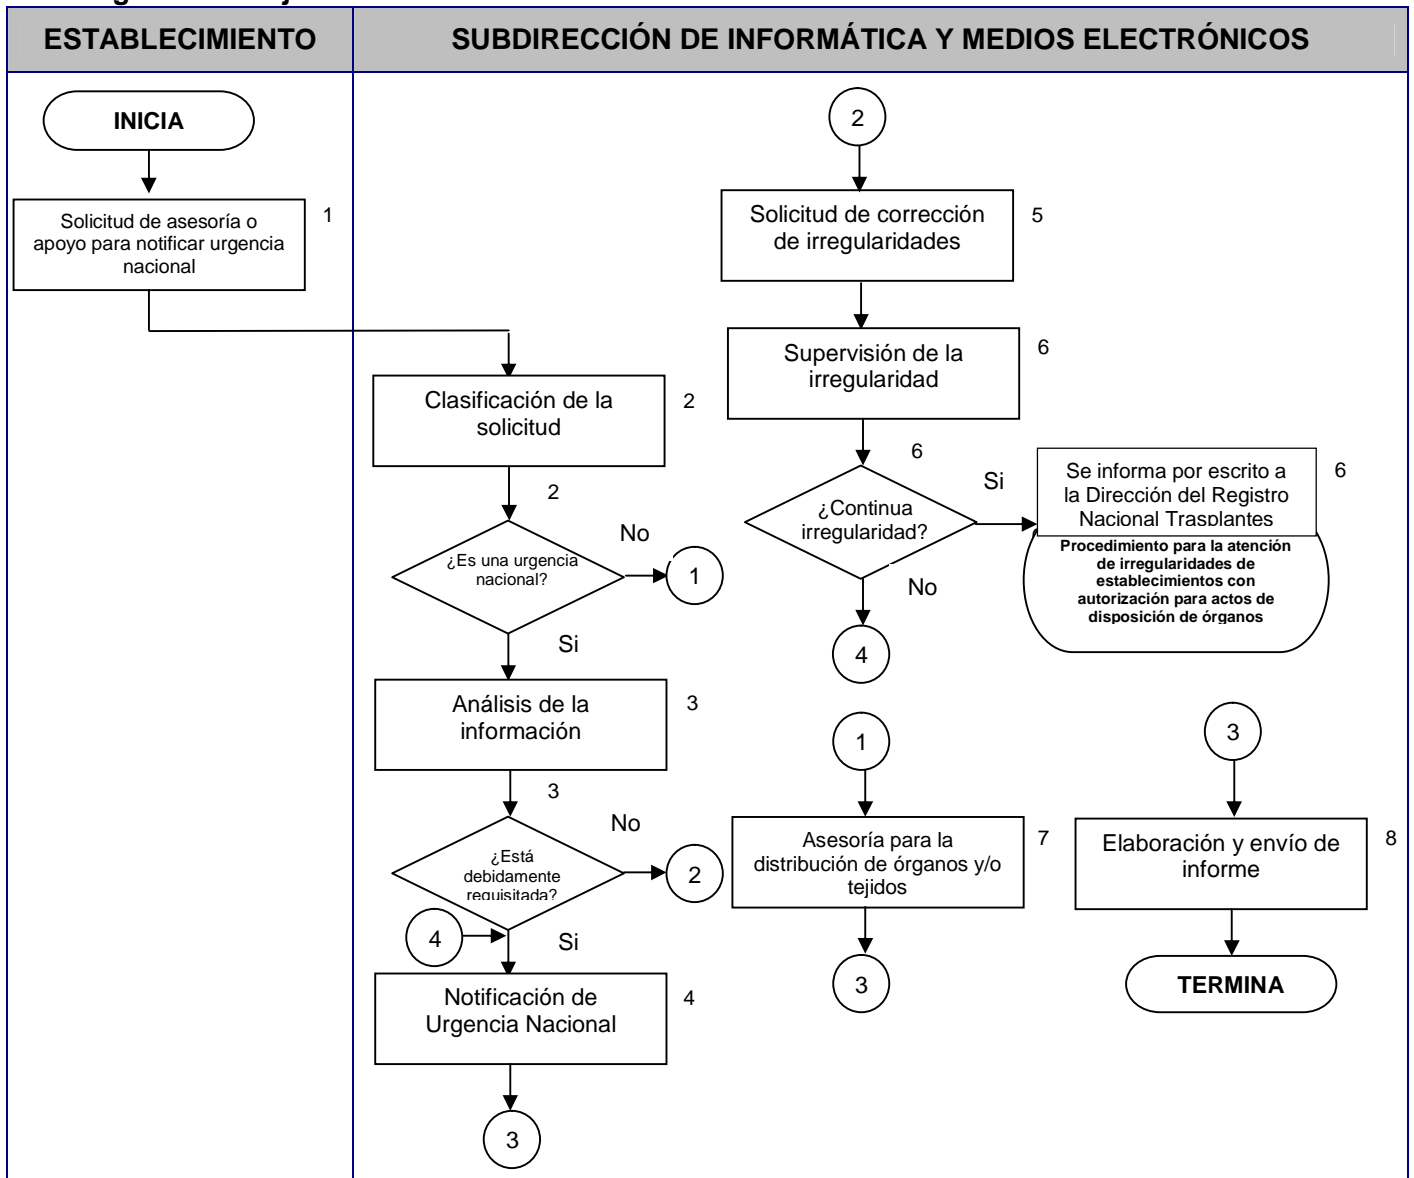 ESTABLECIMIENTO
SUBDIRECCIÓN DE INFORMÁTICA Y MEDIOS ELECTRÓNICOS
INICIA
Solicitud de asesoría o
apoyo para notificar urgencia
nacional
1
Clasificación de la
solicitud
2
2
¿Es una urgencia
nacional?
No
1
Si
Análisis de la
información
3
3
¿Está
debidamente
requisitada?
No
2
4
Si
Notificación de
Urgencia Nacional
4
3
2
Solicitud de corrección
de irregularidades
5
Supervisión de la
irregularidad
6
6
¿Continua
irregularidad?
Si
No
4
Se informa por escrito a
la Dirección del Registro
Nacional Trasplantes
6
Procedimiento para la atención
de irregularidades de
establecimientos con
autorización para actos de
disposición de órganos
1
Asesoría para la
distribución de órganos y/o
tejidos
7
3
3
Elaboración y envío de
informe
8
TERMINA